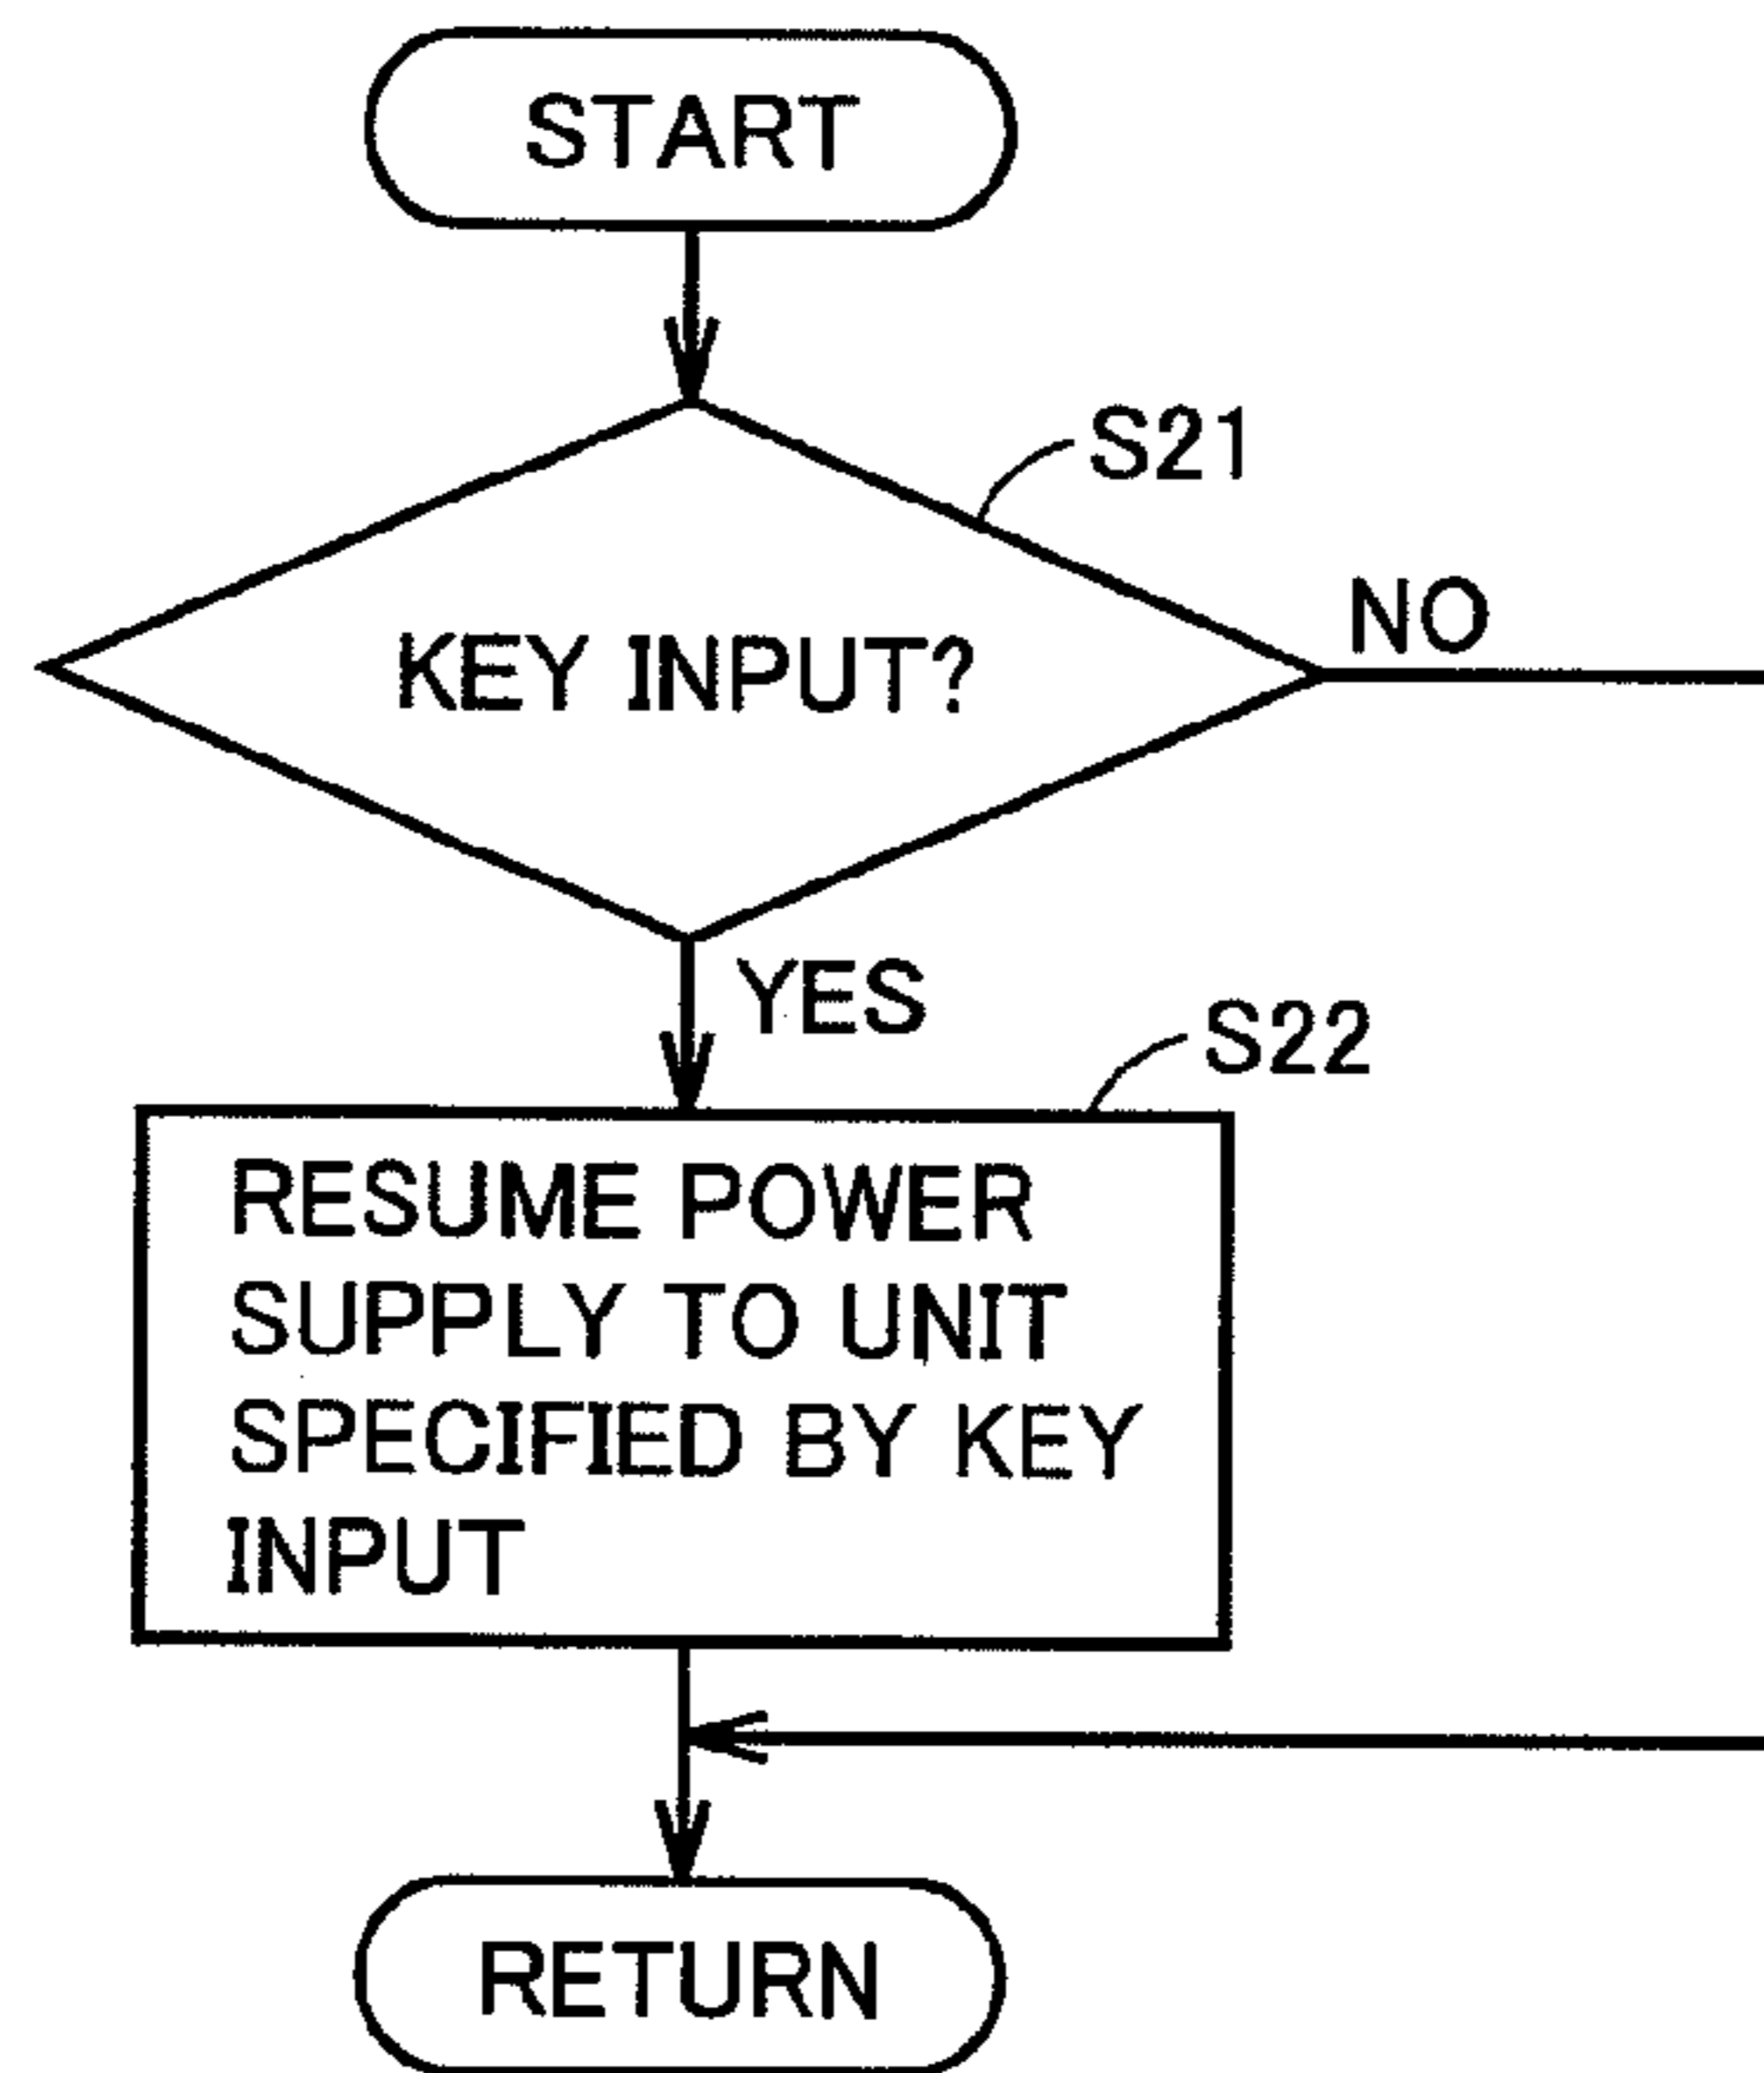 START
S21
KEY INPUT?
NO
YES
S22
RESUME POWER
SUPPLY TO UNIT
SPECIFIED BY KEY
INPUT
RETURN